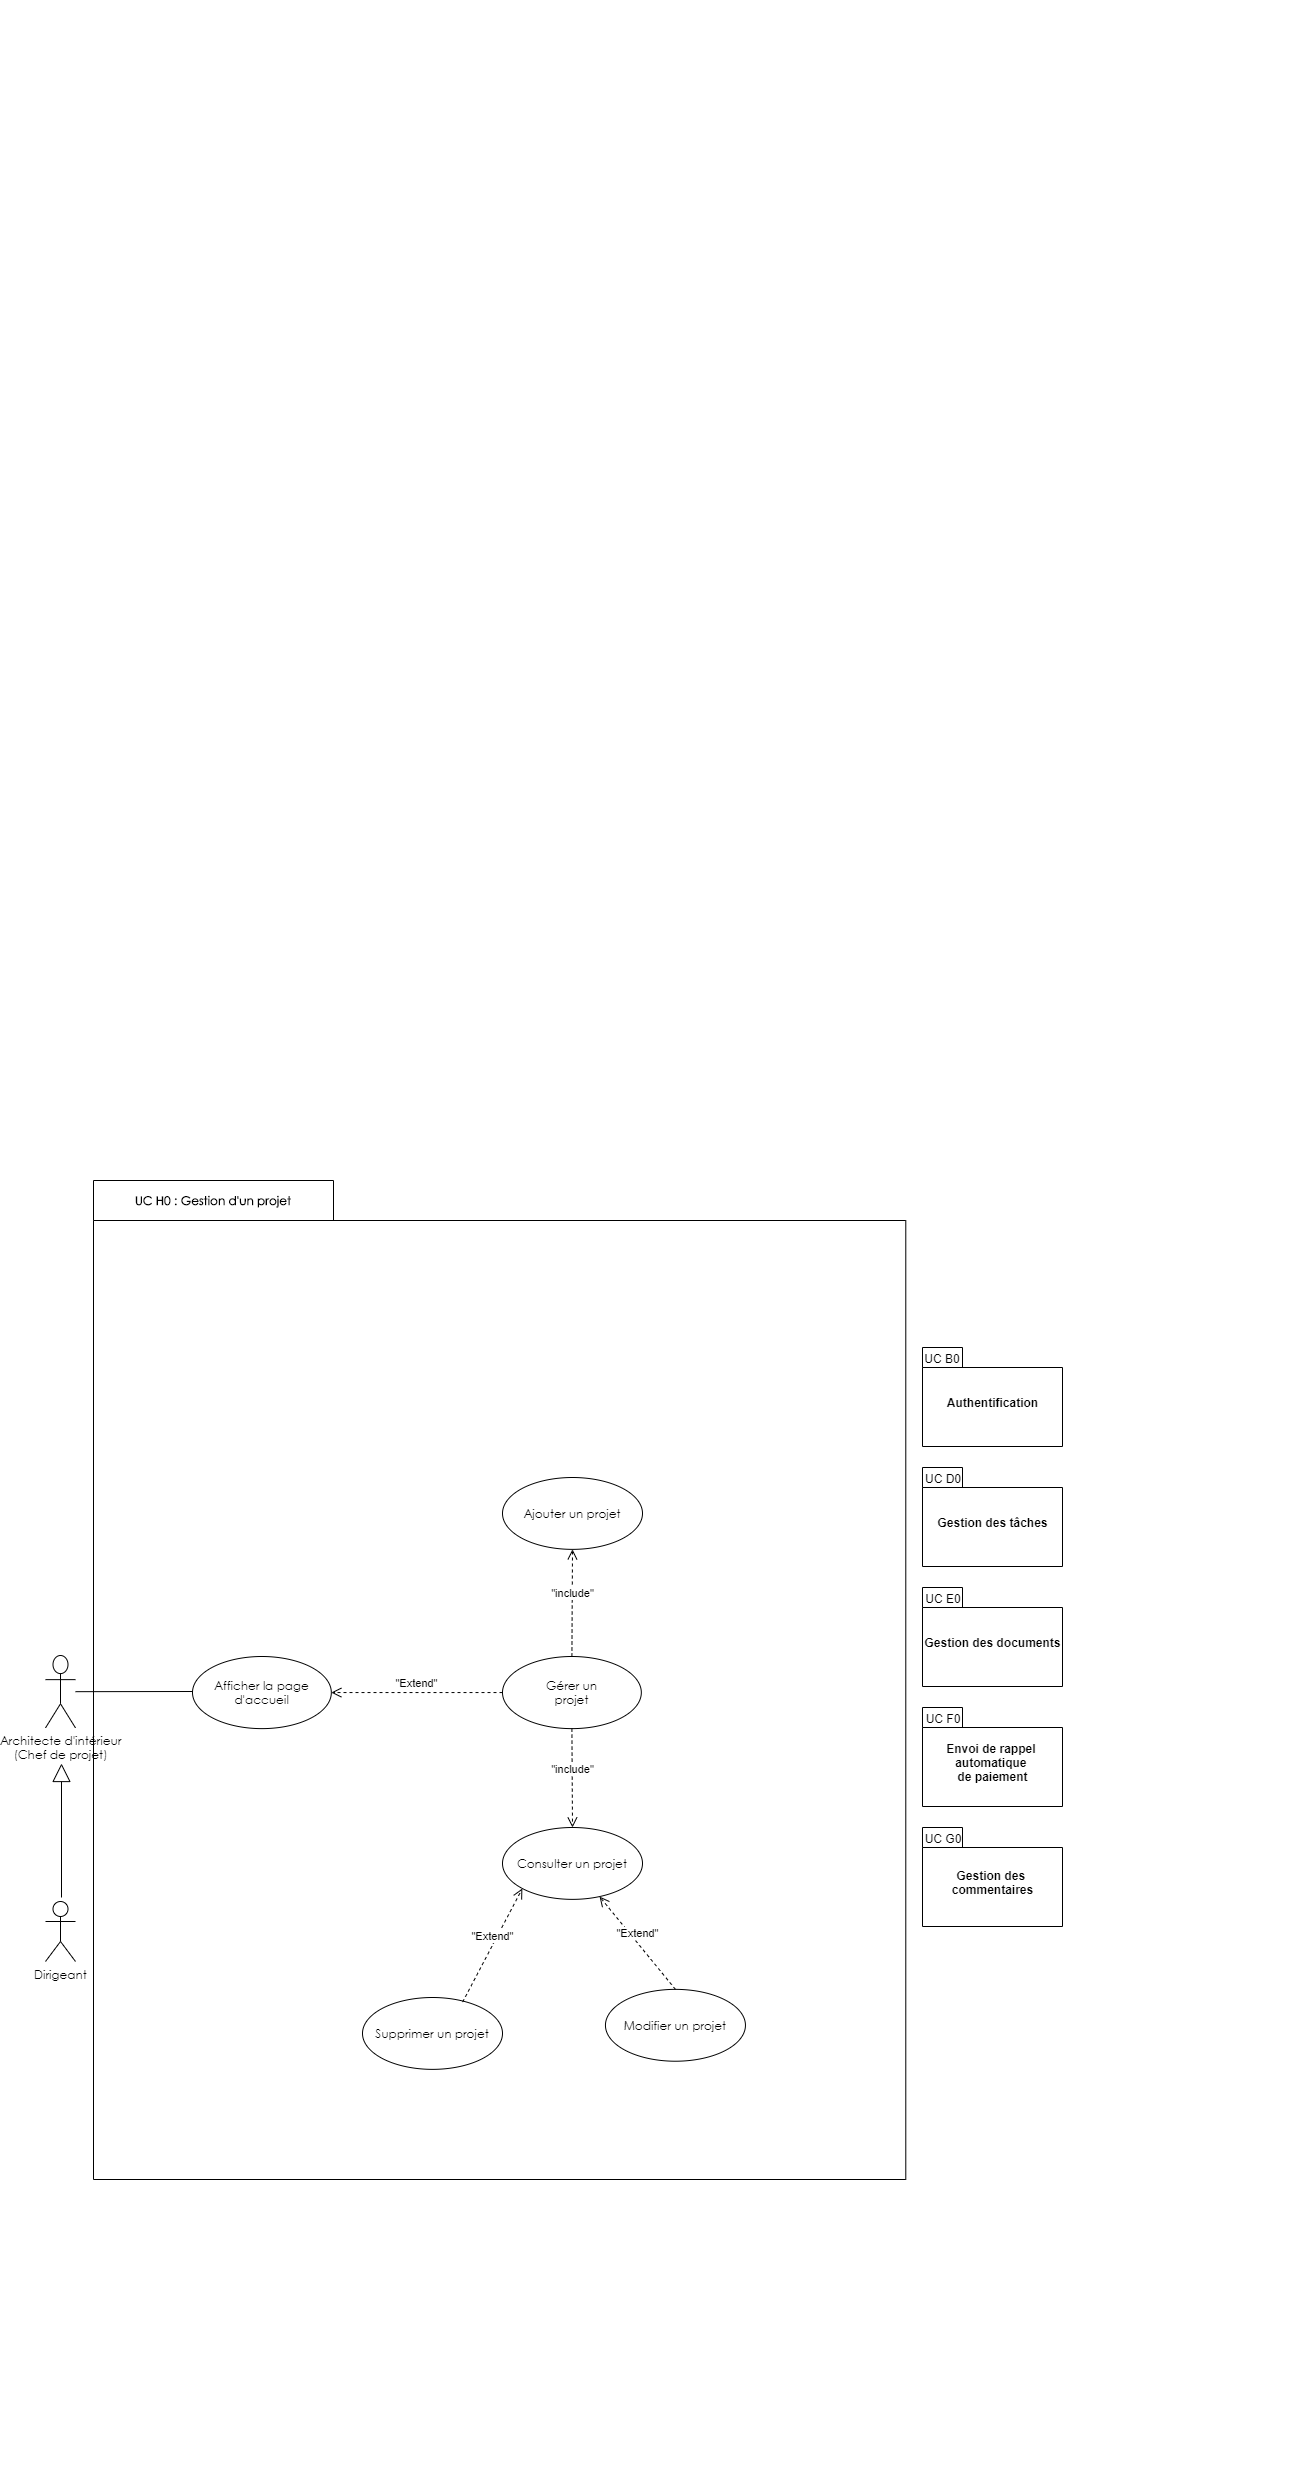 UC H0 : Gestion d'un projet
UC B0
Authentification
UC D0
Gestion des tâches
UC E0
Gestion des documents
UC F0
Envoi de rappel
automatique
de paiement
UC G0
Gestion des
commentaires
Ajouter un projet
"include"
Architecte d'intérieur
(Chef de projet)
Afficher la page
d'accueil
"Extend"
Gérer un
projet
"include"
Consulter un projet
"Extend"
"Extend"
Dirigeant
Supprimer un projet
Modifier un projet